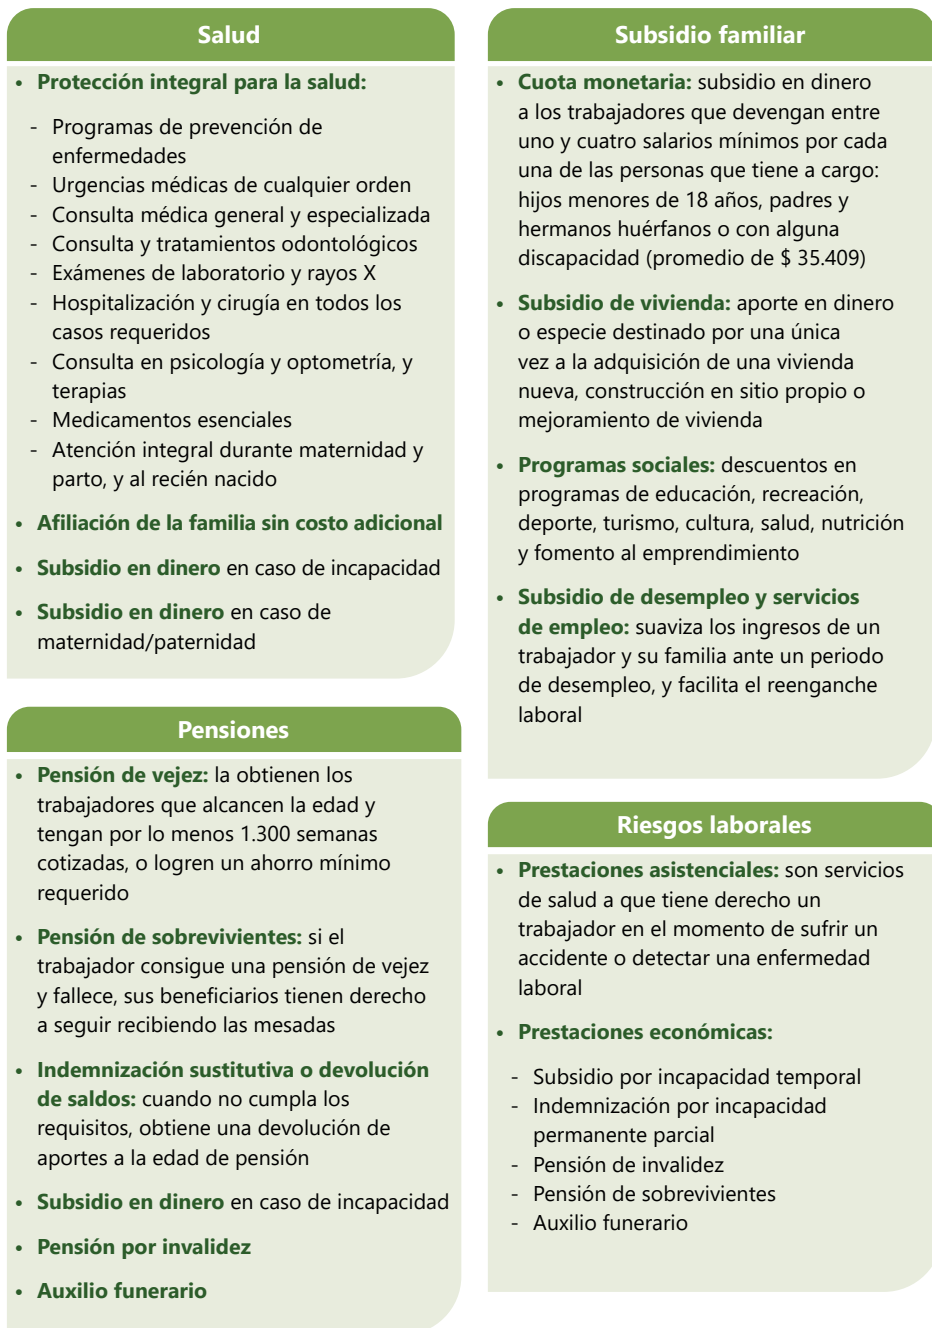 Salud
• Protección integral para la salud:
- Programas de prevención de
enfermedades
- Urgencias médicas de cualquier orden
- Consulta médica general y especializada
- Consulta y tratamientos odontológicos
- Exámenes de laboratorio y rayos X
- Hospitalización y cirugía en todos los
casos requeridos
- Consulta en psicología y optometría, y
terapias
- Medicamentos esenciales
- Atención integral durante maternidad y
parto, y al recién nacido
• Afiliación de la familia sin costo adicional
• Subsidio en dinero en caso de incapacidad
• Subsidio en dinero en caso de
maternidad/paternidad
Pensiones
• Pensión de vejez: la obtienen los
trabajadores que alcancen la edad y
tengan por lo menos 1.300 semanas
cotizadas, o logren un ahorro mínimo
requerido
• Pensión de sobrevivientes: si el
trabajador consigue una pensión de vejez
y fallece, sus beneficiarios tienen derecho
a seguir recibiendo las mesadas
• Indemnización sustitutiva o devolución
de saldos: cuando no cumpla los
requisitos, obtiene una devolución de
aportes a la edad de pensión
• Subsidio en dinero en caso de incapacidad
• Pensión por invalidez
• Auxilio funerario
Subsidio familiar
• Cuota monetaria: subsidio en dinero
a los trabajadores que devengan entre
uno y cuatro salarios mínimos por cada
una de las personas que tiene a cargo:
hijos menores de 18 años, padres y
hermanos huérfanos o con alguna
discapacidad (promedio de $ 35.409)
• Subsidio de vivienda: aporte en dinero
o especie destinado por una única
vez a la adquisición de una vivienda
nueva, construcción en sitio propio o
mejoramiento de vivienda
• Programas sociales: descuentos en
programas de educación, recreación,
deporte, turismo, cultura, salud, nutrición
y fomento al emprendimiento
• Subsidio de desempleo y servicios
de empleo: suaviza los ingresos de un
trabajador y su familia ante un periodo
de desempleo, y facilita el reenganche
laboral
Riesgos laborales
• Prestaciones asistenciales: son servicios
de salud a que tiene derecho un
trabajador en el momento de sufrir un
accidente o detectar una enfermedad
laboral
• Prestaciones económicas:
- Subsidio por incapacidad temporal
- Indemnización por incapacidad
permanente parcial
- Pensión de invalidez
- Pensión de sobrevivientes
- Auxilio funerario